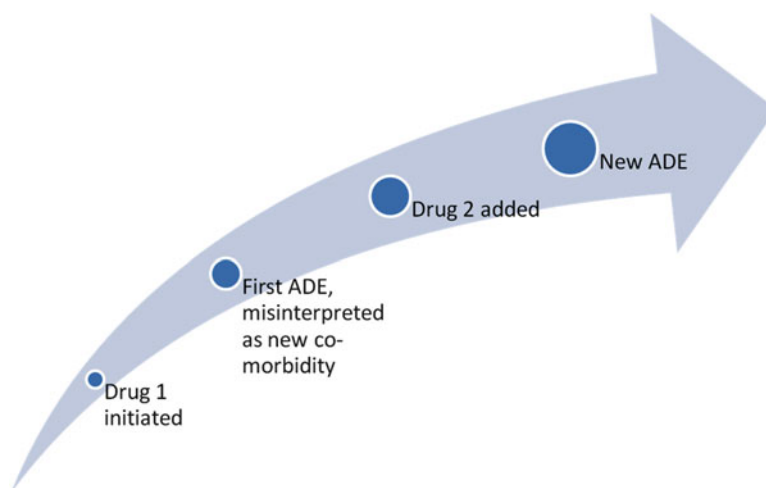 Drug 1
initiated
First ADE,
misinterpreted
as new co-
morbidity
Drug 2 added
New ADE